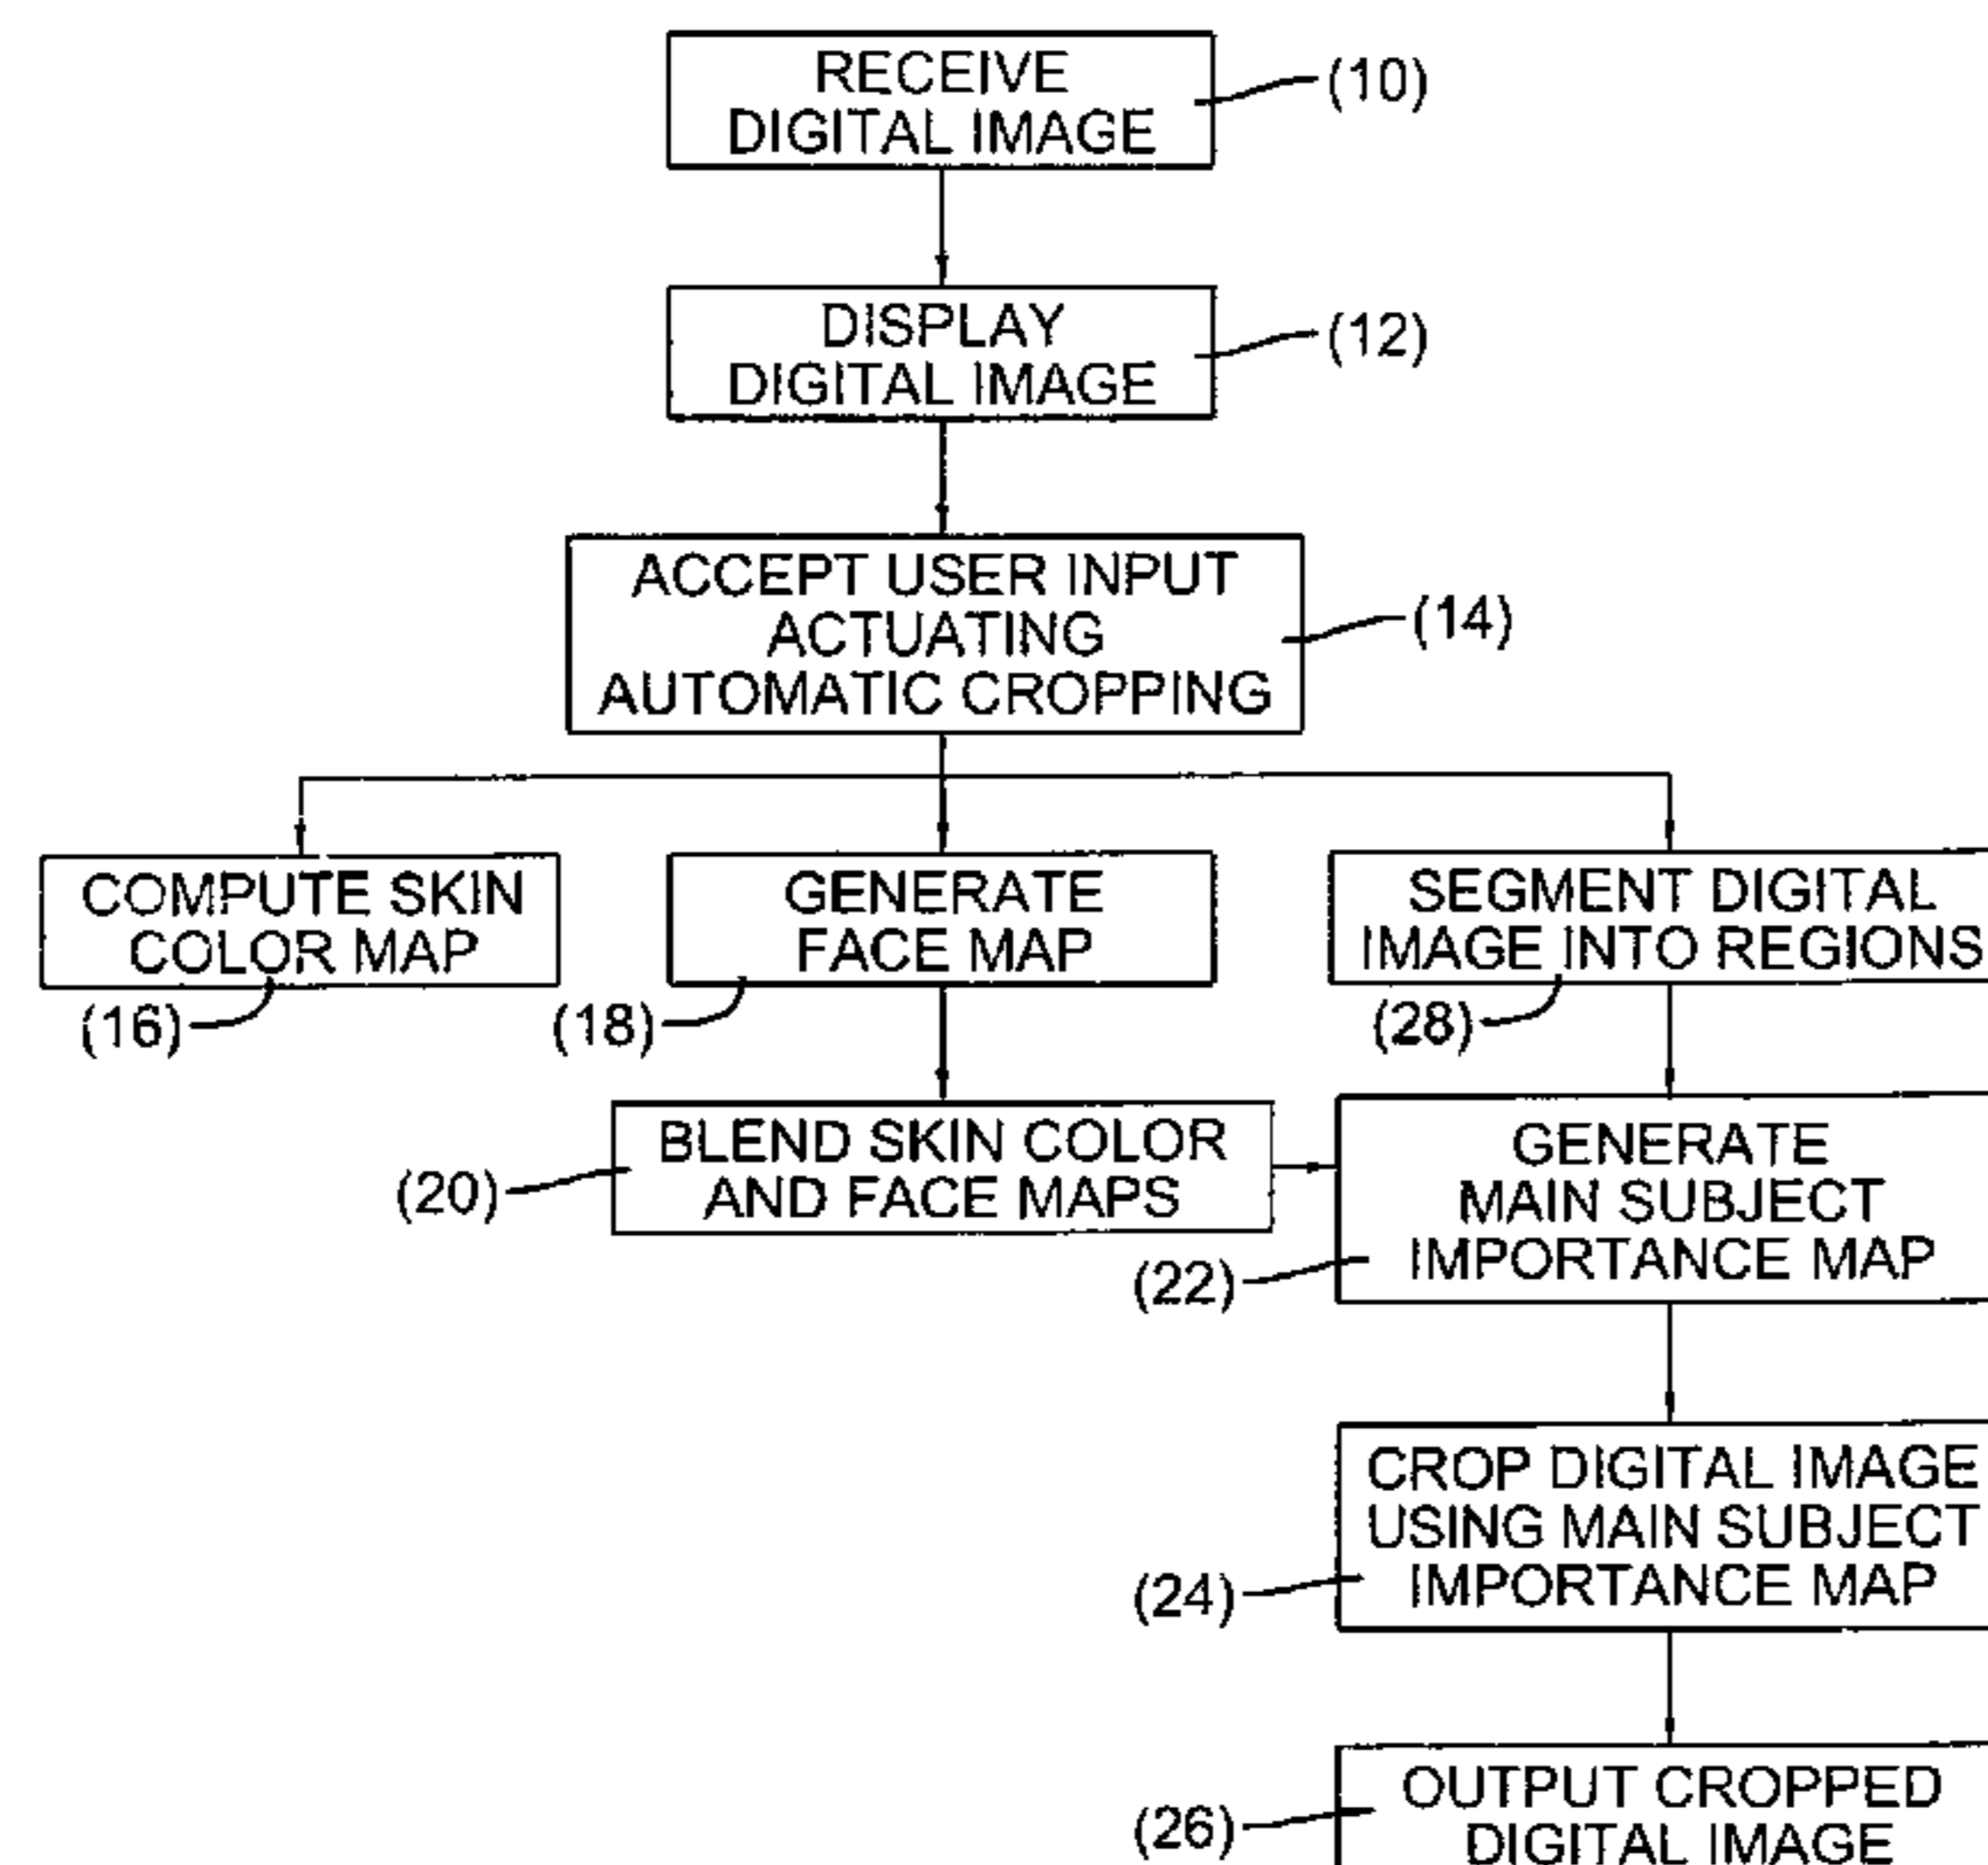 RECEIVE
DIGITAL IMAGE
(10)
DISPLAY
DIGITAL IMAGE
(12)
ACCEPT USER INPUT
ACTUATING
AUTOMATIC CROPPING
(14)
COMPUTE SKIN
COLOR MAP
(16)
GENERATE
FACE MAP
(18)
SEGMENT DIGITAL
IMAGE INTO REGIONS
(28)
BLEND SKIN COLOR
AND FACE MAPS
(20)
GENERATE
MAIN SUBJECT
IMPORTANCE MAP
(22)
CROP DIGITAL IMAGE
USING MAIN SUBJECT
IMPORTANCE MAP
(24)
OUTPUT CROPPED
DIGITAL IMAGE
(26)